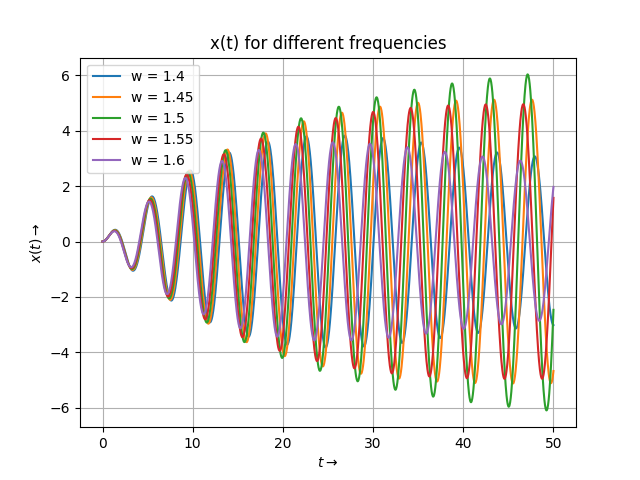 x(t) for different frequencies
w = 1.4
w = 1.45
w = 1.5
w = 1.55
w = 1.6
6
4
2
0
−2
−4
−6
x(t) →
0 10 20 30 40 50
t →